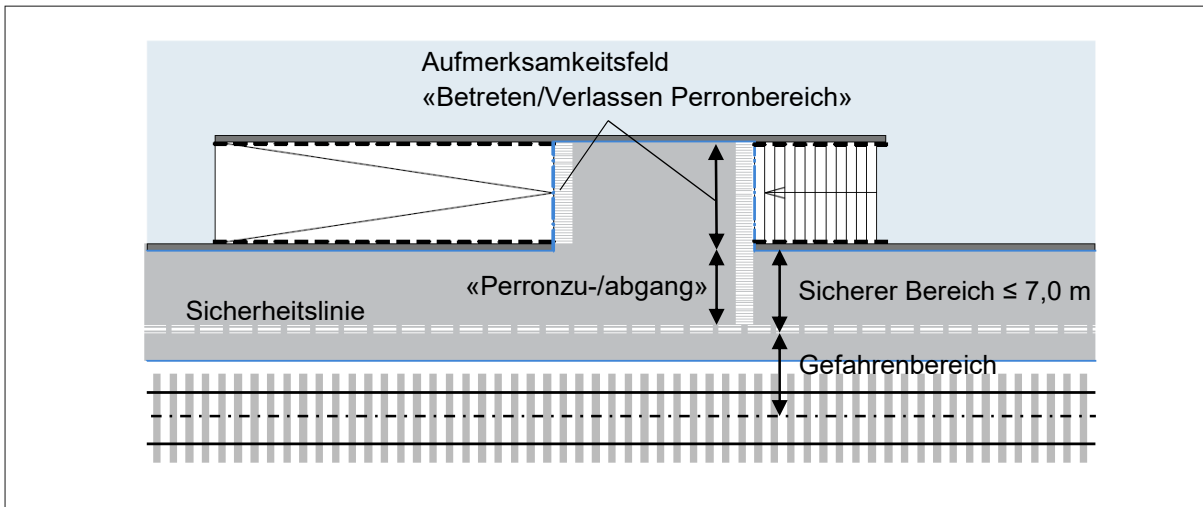 Aufmerksamkeitsfeld
«Betreten/Verlassen Perronbereich»
«Perronzu-/abgang»
Sicherer Bereich ≤ 7,0 m
Sicherheitslinie
Gefahrenbereich